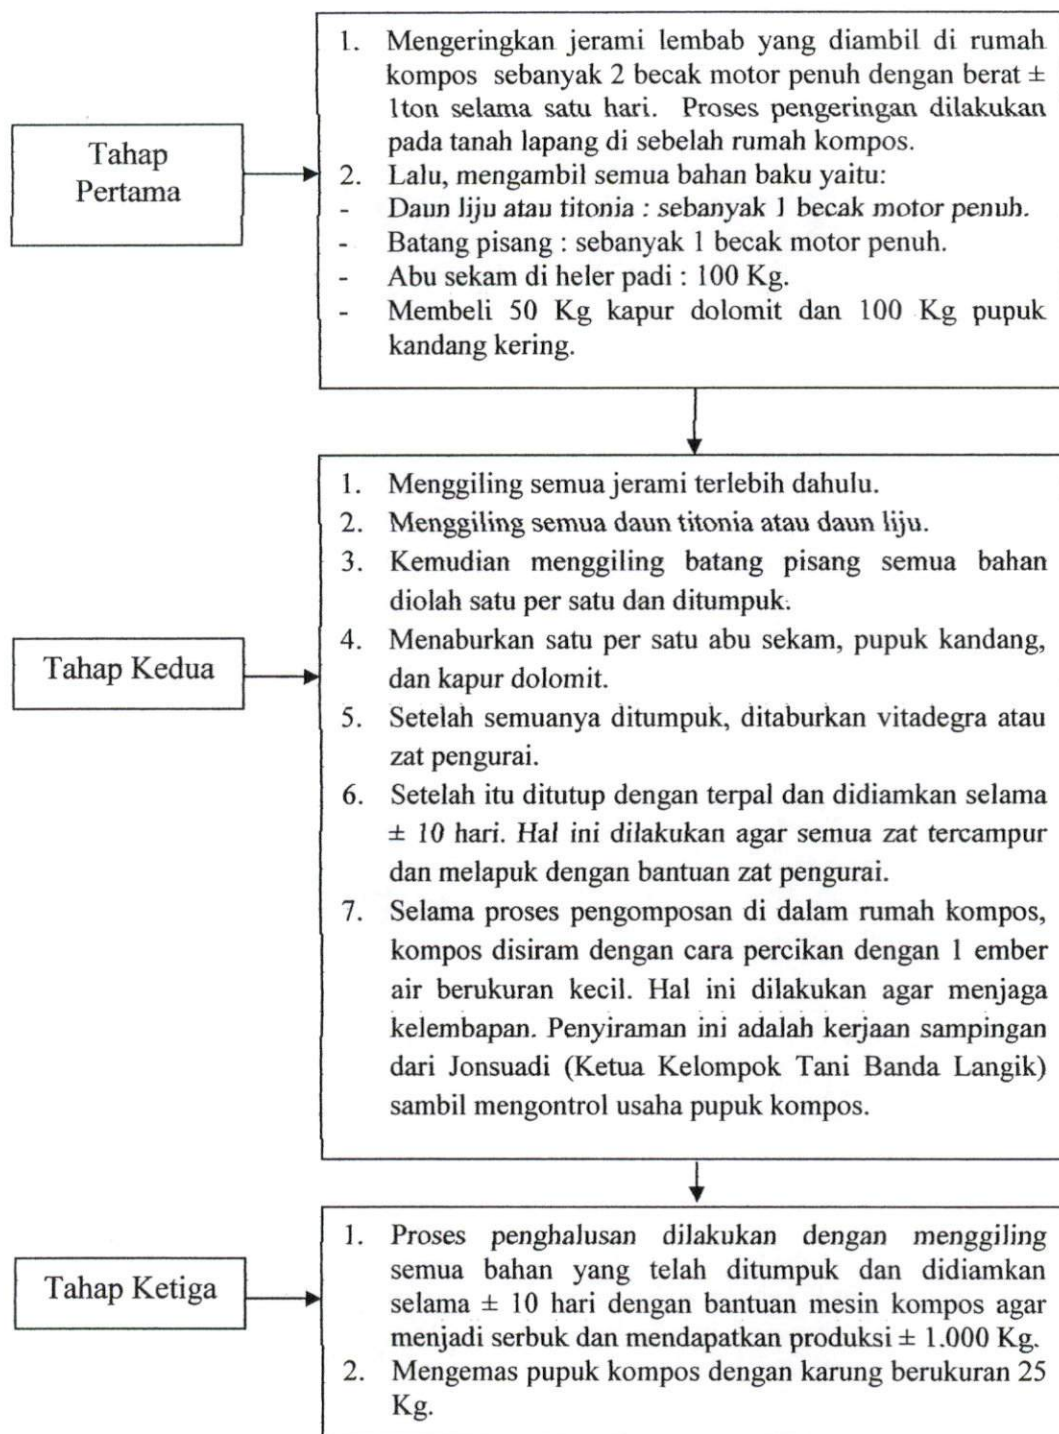 Tahap
Pertama
1. Mengeringkan jerami lembab yang diambil di rumah
kompos sebanyak 2 becak motor penuh dengan berat ±
1ton selama satu hari. Proses pengeringan dilakukan
pada tanah lapang di sebelah rumah kompos.
2. Lalu, mengambil semua bahan baku yaitu:
- Daun liju atau titonia : sebanyak 1 becak motor penuh.
- Batang pisang : sebanyak 1 becak motor penuh.
- Abu sekam di heler padi : 100 Kg.
- Membeli 50 Kg kapur dolomit dan 100 Kg pupuk
kandang kering.
Tahap Kedua
1. Menggiling semua jerami terlebih dahulu.
2. Menggiling semua daun titonia atau daun liju.
3. Kemudian menggiling batang pisang semua bahan
diolah satu per satu dan ditumpuk.
4. Menaburkan satu per satu abu sekam, pupuk kandang,
dan kapur dolomit.
5. Setelah semuanya ditumpuk, ditaburkan vitadegra atau
zat pengurai.
6. Setelah itu ditutup dengan terpal dan didiamkan selama
± 10 hari. Hal ini dilakukan agar semua zat tercampur
dan melapuk dengan bantuan zat pengurai.
7. Selama proses pengomposan di dalam rumah kompos,
kompos disiram dengan cara percikan dengan 1 ember
air berukuran kecil. Hal ini dilakukan agar menjaga
kelembapan. Penyiraman ini adalah kerjaan sampingan
dari Jonsuadi (Ketua Kelompok Tani Banda Langik)
sambil mengontrol usaha pupuk kompos.
Tahap Ketiga
1. Proses penghalusan dilakukan dengan menggiling
semua bahan yang telah ditumpuk dan didiamkan
selama ± 10 hari dengan bantuan mesin kompos agar
menjadi serbuk dan mendapatkan produksi ± 1.000 Kg.
2. Mengemas pupuk kompos dengan karung berukuran 25
Kg.